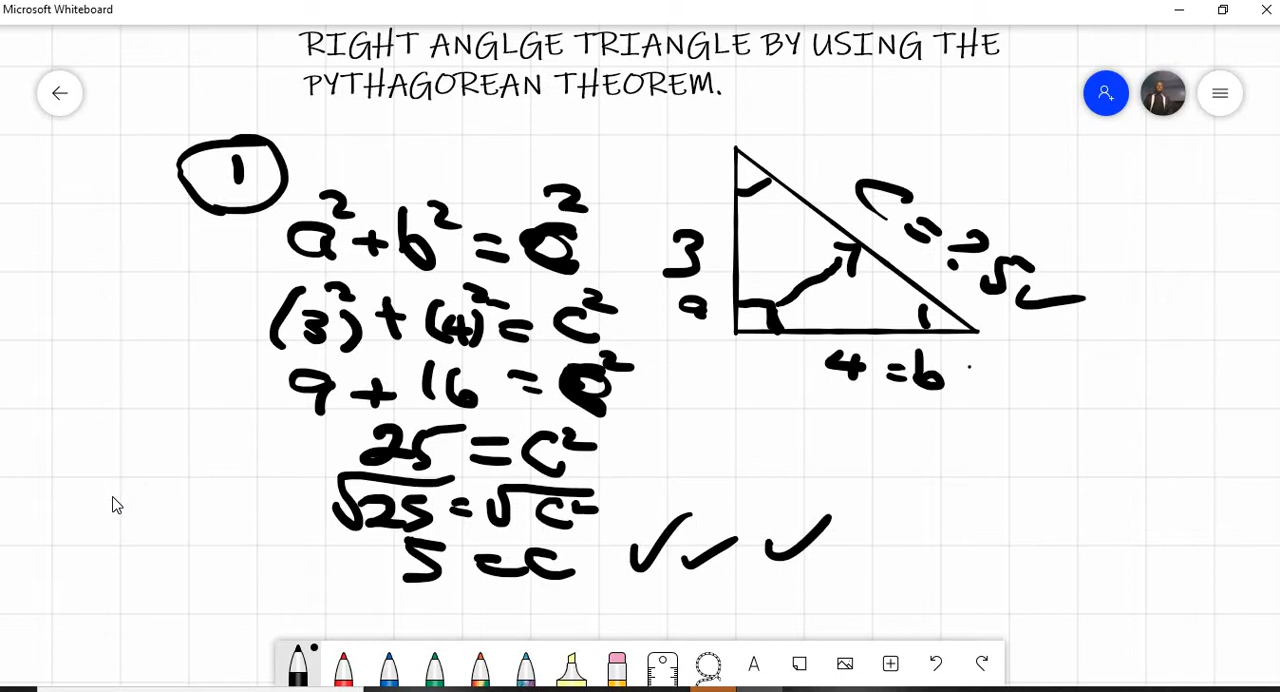 Microsoft Whiteboard
RIGHT ANGLGE TRIANGLE BY USING THE
PYTHAGOREAN THEOREM.
1
a² + b² = c²
(3)² + (4)² = c²
9 + 16 = c²
25 = c²
√25 = √c²
5 = c
3
a
c = ? 5
4 = b
A